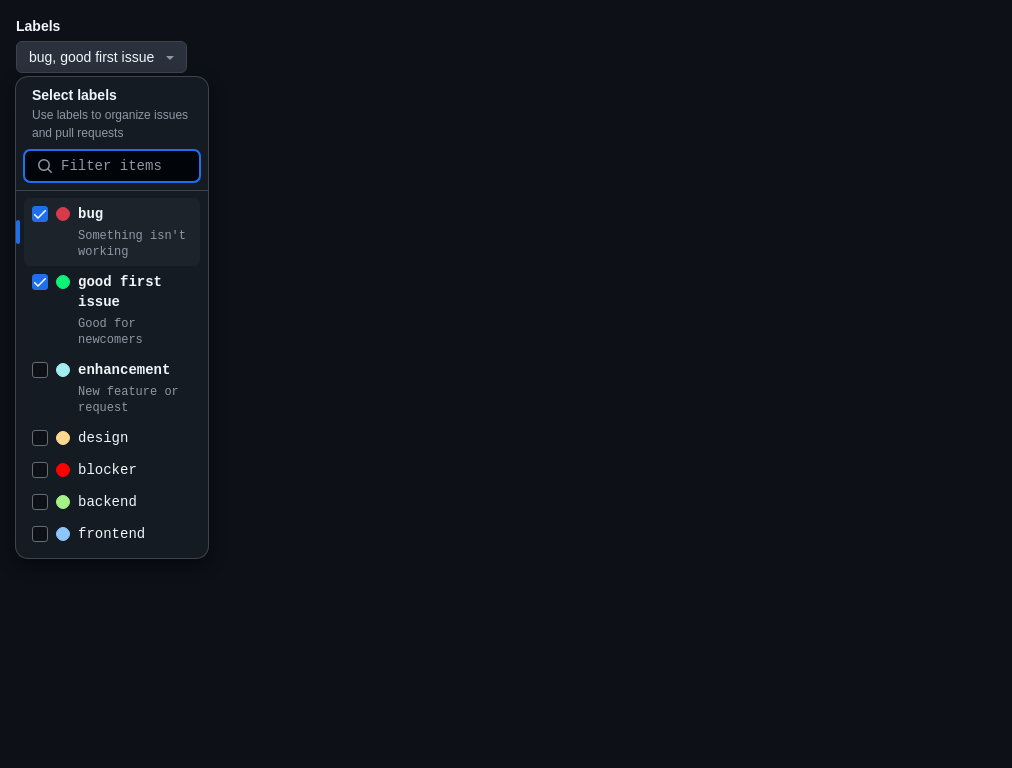 Labels
bug, good first issue
Select labels
Use labels to organize issues
and pull requests
Filter items
bug
Something isn't
working
good first
issue
Good for
newcomers
enhancement
New feature or
request
design
blocker
backend
frontend